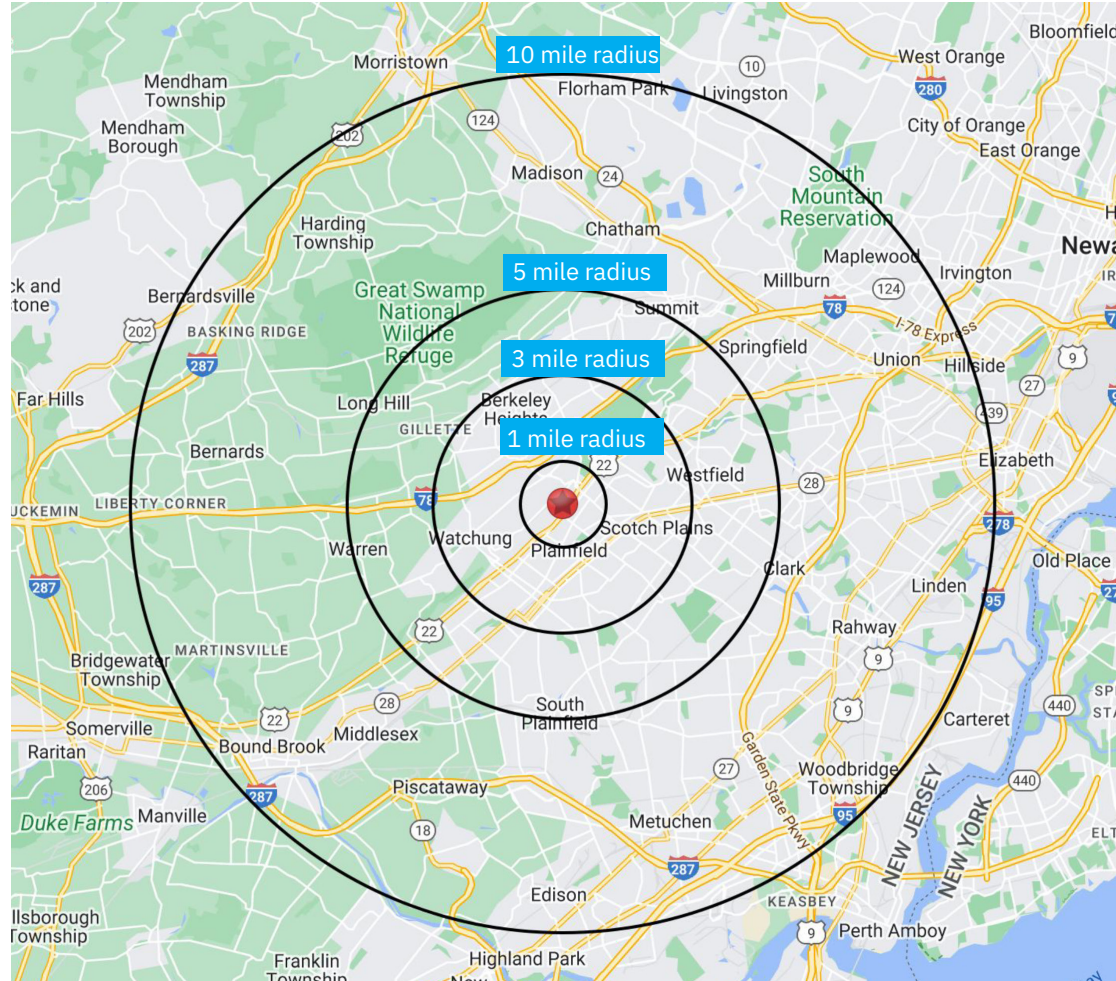 Bloomfield
10 mile radius
West Orange
Morristown
10
280
Mendham
Township
Florham Park
Livingston
124
City of Orange
Mendham
Borough
202
East Orange
Madison
24
South
Mountain
Reservation
Harding
Township
Chatham
Newa
Maplewood
5 mile radius
Irvington
ck and
stone
Bernardsville
Great Swamp
National
Wildlife
Refuge
Millburn
124
IR
Summit
78
202
BASKING RIDGE
I-78 Express
Springfield
9
287
3 mile radius
Union
Hillside
27
Far Hills
Long Hill
Berkeley
Heights
439
GILLETTE
1 mile radius
Bernards
22
Westfield
Elizabeth
28
UCKEMIN
LIBERTY CORNER
78
278
Scotch Plains
Warren
Watchung
Plainfield
Old Place
Clark
287
Linden
95
22
Rahway
9
MARTINSVILLE
Bridgewater
Township
28
South
Plainfield
9
440
Carteret
22
Somerville
Bound Brook
Middlesex
Raritan
Garden State Pkwy
27
Woodbridge
Township
440
206
287
Piscataway
NEW JERSEY
NEW YORK
Duke Farms
Manville
18
Metuchen
95
287
Edison
KEASBEY
llsborough
Township
9
Perth Amboy
Highland Park
Franklin
Township